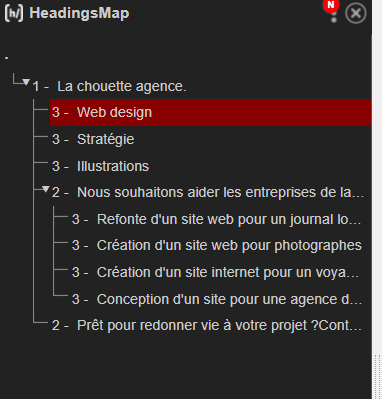 HeadingsMap
N
.
1 - La chouette agence.
3 - Web design
3 - Stratégie
3 - Illustrations
2 - Nous souhaitons aider les entreprises de la...
3 - Refonte d'un site web pour un journal lo...
3 - Création d'un site web pour photographes
3 - Création d'un site internet pour un voya...
3 - Conception d'un site pour une agence d...
2 - Prêt pour redonner vie à votre projet ?Cont...